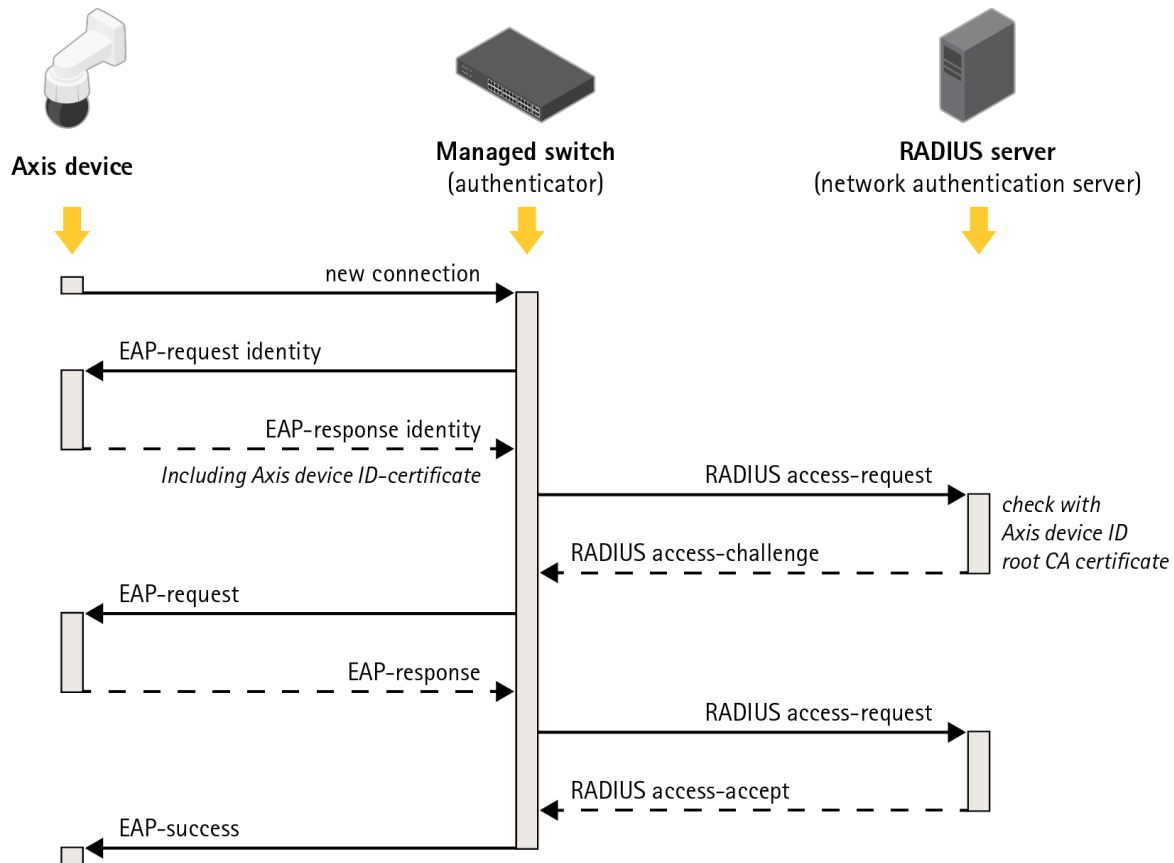 Axis device
Managed switch
(authenticator)
RADIUS server
(network authentication server)
new connection
EAP-request identity
EAP-response identity
Including Axis device ID-certificate
RADIUS access-request
check with
Axis device ID
root CA certificate
RADIUS access-challenge
EAP-request
EAP-response
RADIUS access-request
RADIUS access-accept
EAP-success